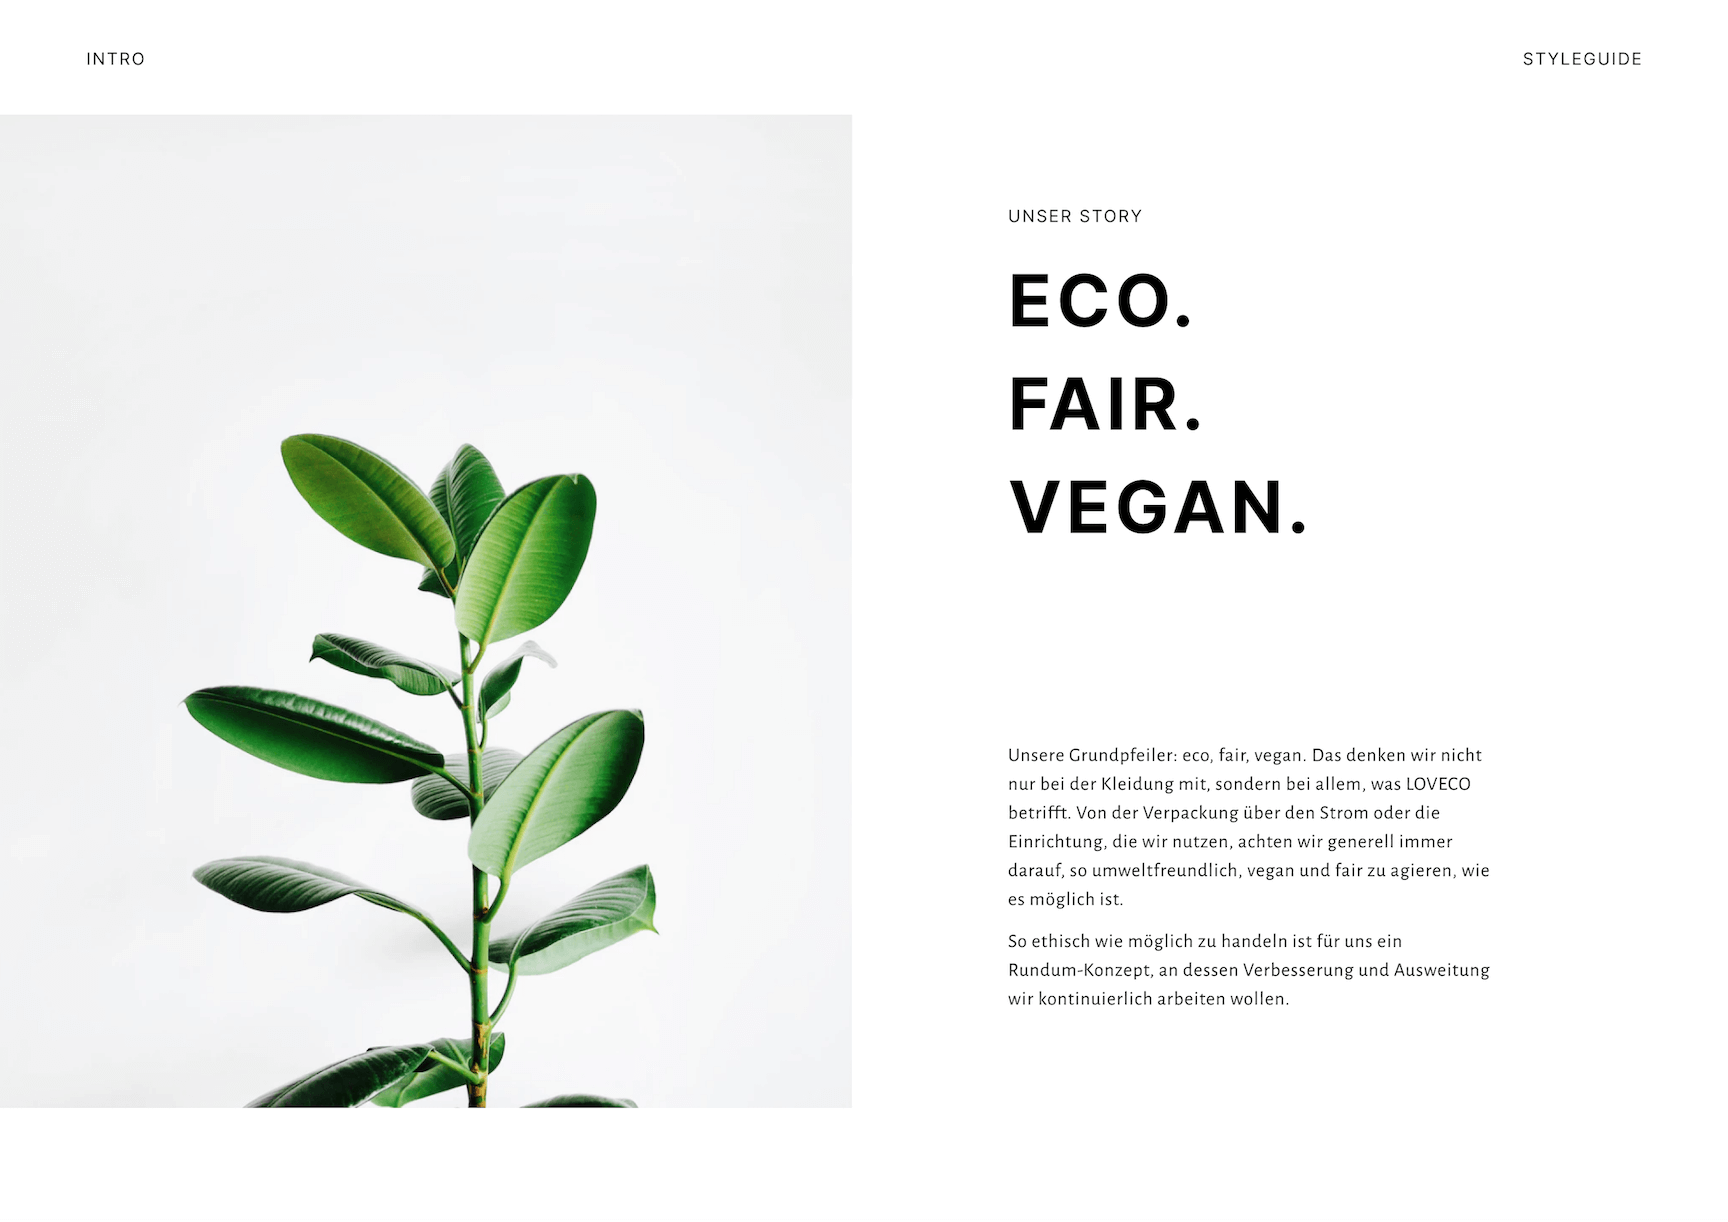 INTRO
STYLEGUIDE
UNSER STORY
ECO.
FAIR.
VEGAN.
Unsere Grundpfeiler: eco, fair, vegan. Das denken wir nicht
nur bei der Kleidung mit, sondern bei allem, was LOVECO
betrifft. Von der Verpackung über den Strom oder die
Einrichtung, die wir nutzen, achten wir generell immer
darauf, so umweltfreundlich, vegan und fair zu agieren, wie
es möglich ist.
So ethisch wie möglich zu handeln ist für uns ein
Rundum-Konzept, an dessen Verbesserung und Ausweitung
wir kontinuierlich arbeiten wollen.